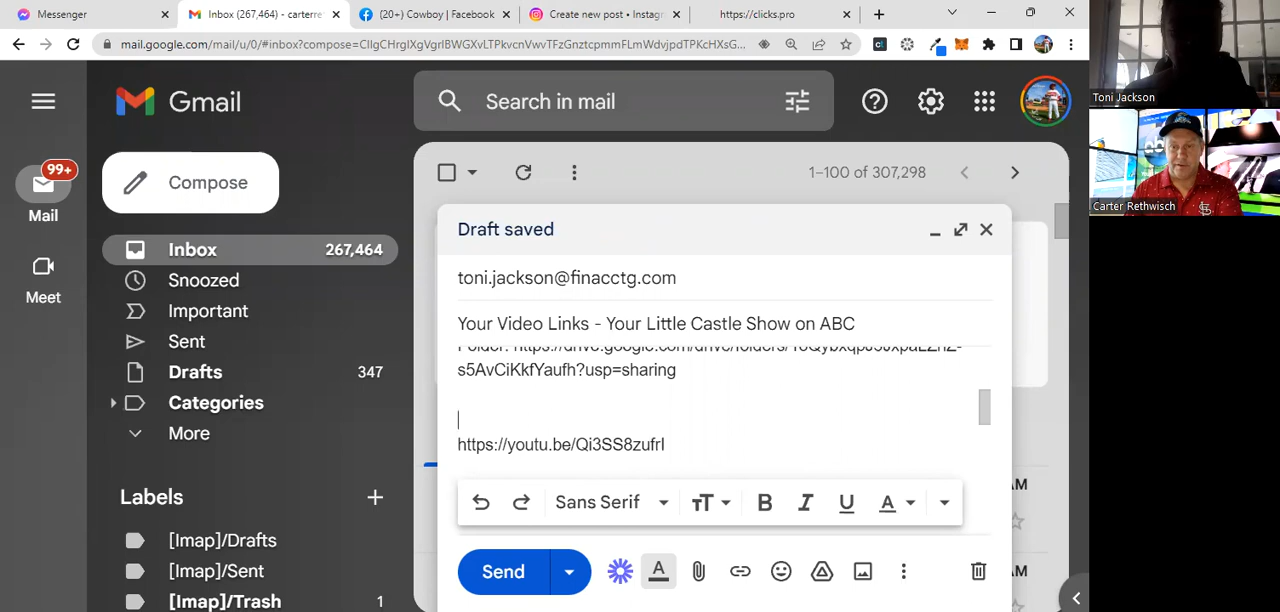 Messenger
Inbox (267,464) - carterre
(20+) Cowboy | Facebook
Create new post • Instag
https://clicks.pro
mail.google.com/mail/u/0/#inbox?compose=
Toni Jackson
Gmail
Search in mail
99+
Compose
Mail
1–100 of 307,298
Carter Rethwisch
Draft saved
Inbox 267,464
Meet
Snoozed
toni.jackson@finacctg.com
Important
Your Video Links - Your Little Castle Show on ABC
Sent
s5AvCiKkfYaufh?usp=sharing
Drafts 347
Categories
More
https://youtu.be/Qi3SS8zufrI
Labels
Sans Serif
B I U A
AM
[Imap]/Drafts
[Imap]/Sent
Send
A
AM
[Imap]/Trash 1